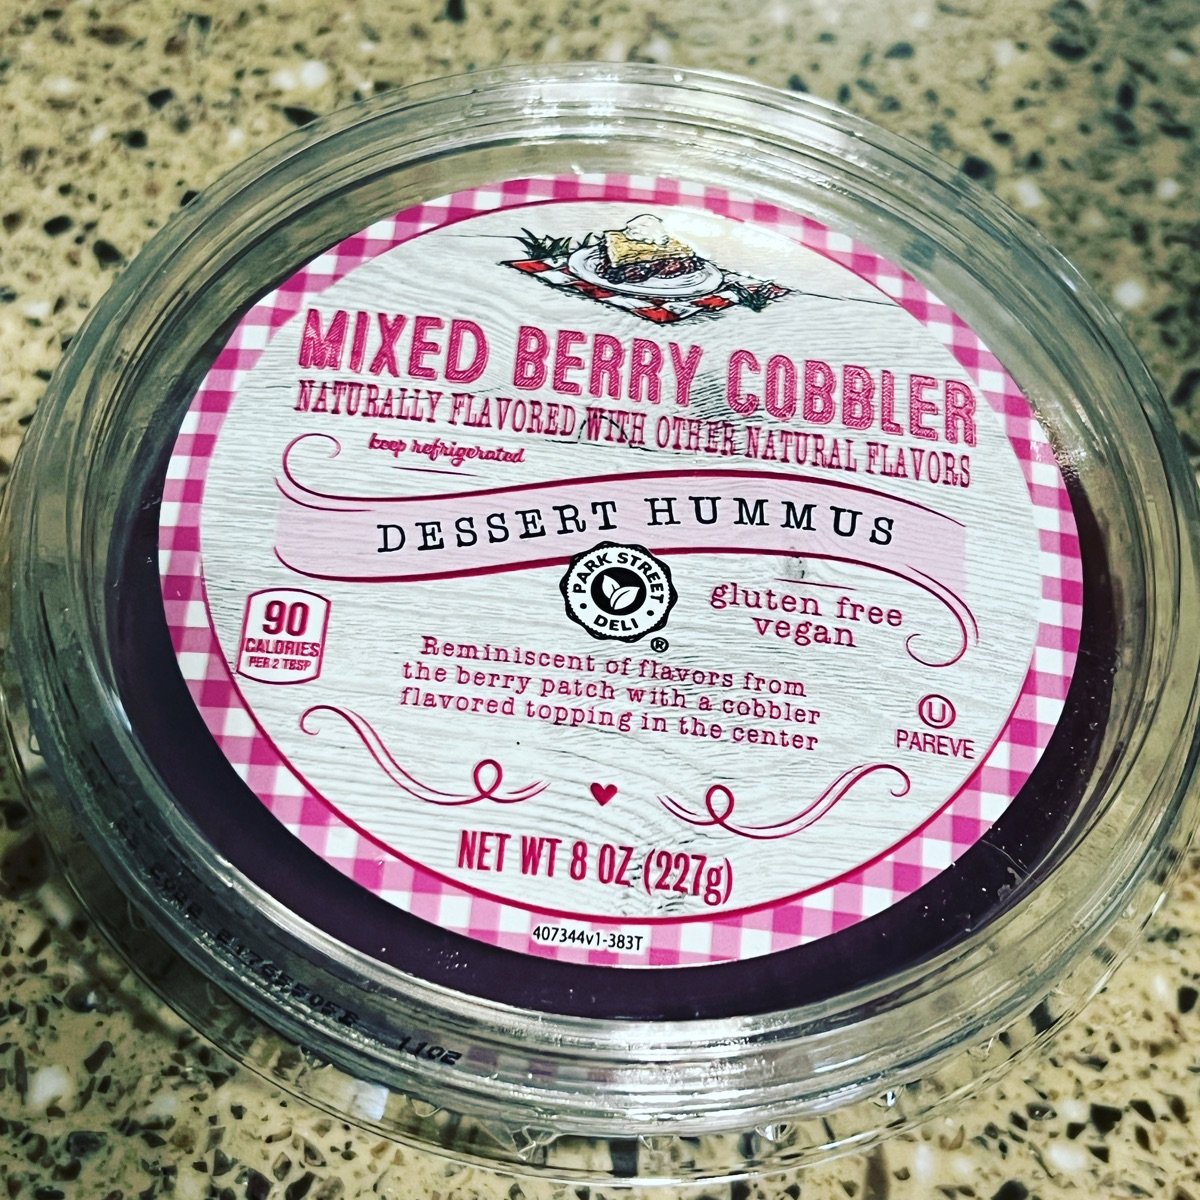 MIXED BERRY COBBLER
NATURALLY FLAVORED WITH OTHER NATURAL FLAVORS
keep refrigerated
DESSERT HUMMUS
PARK STREET
DELI
®
gluten free
vegan
90
CALORIES
PER 2 TBSP
Reminiscent of flavors from
the berry patch with a cobbler
flavored topping in the center
U
PAREVE
NET WT 8 OZ (227g)
407344v1-383T